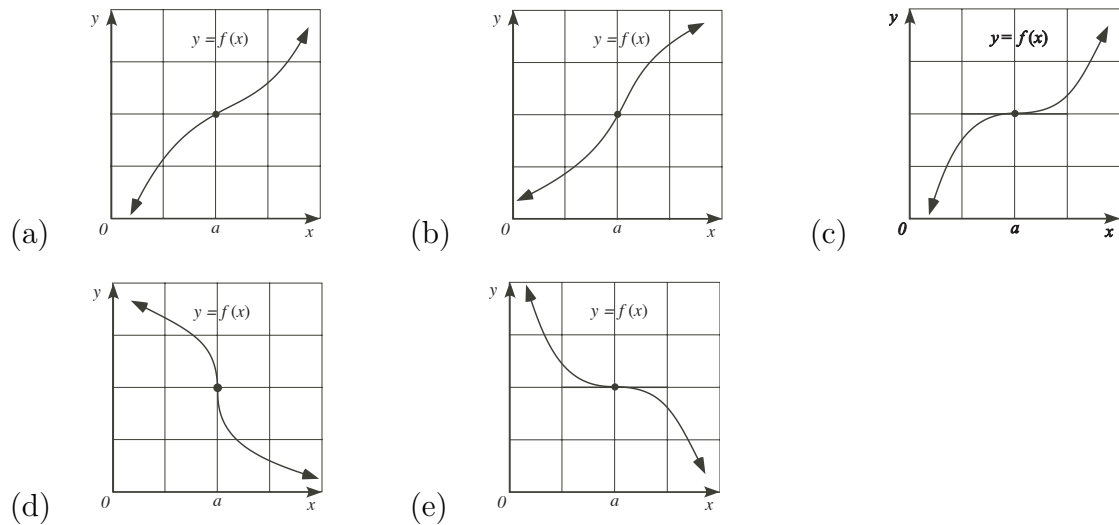 y
y = f (x)
0
a
x
(a)
y
y = f (x)
0
a
x
(b)
y
y = f (x)
0
a
x
(c)
y
y = f (x)
0
a
x
(d)
y
y = f (x)
0
a
x
(e)